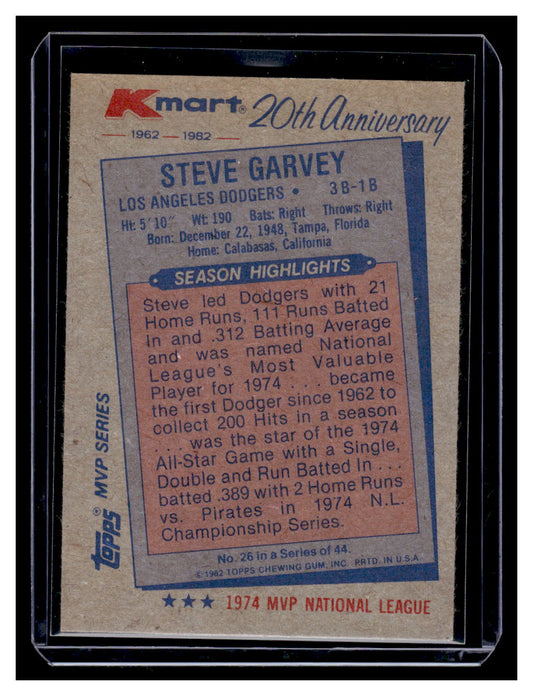 Kmart® 20th Anniversary
1962 — 1982
STEVE GARVEY
LOS ANGELES DODGERS • 3B-1B
Ht: 5'10" Wt: 190 Bats: Right Throws: Right
Born: December 22, 1948, Tampa, Florida
Home: Calabasas, California
SEASON HIGHLIGHTS
Steve led Dodgers with 21
Home Runs, 111 Runs Batted
In and .312 Batting Average
and was named National
League's Most Valuable
Player for 1974 . . . became
the first Dodger since 1962 to
collect 200 Hits in a season
. . . was the star of the 1974
All-Star Game with a Single,
Double and Run Batted In . . .
batted .389 with 2 Home Runs
vs. Pirates in 1974 N.L.
Championship Series.
No. 26 in a Series of 44.
©1982 TOPPS CHEWING GUM, INC. PRTD. IN U.S.A.
TOPPS® MVP SERIES
★★★ 1974 MVP NATIONAL LEAGUE